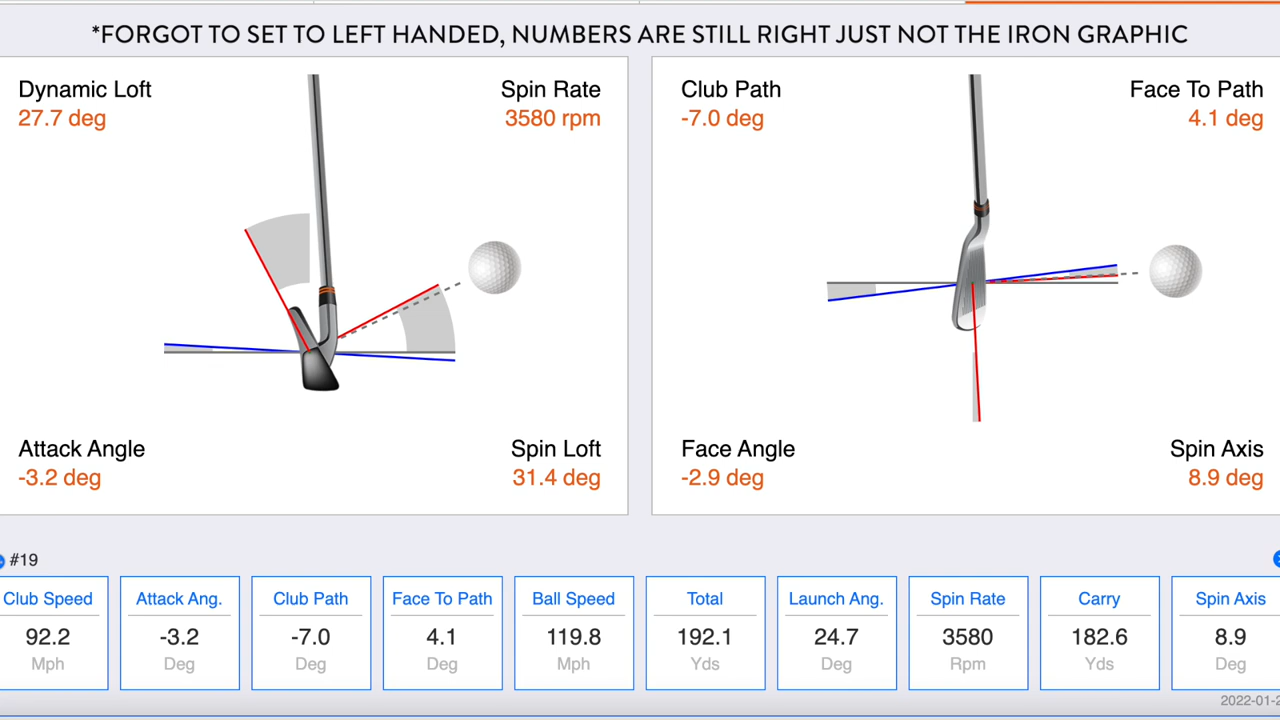 *FORGOT TO SET TO LEFT HANDED, NUMBERS ARE STILL RIGHT JUST NOT THE IRON GRAPHIC
Dynamic Loft
27.7 deg
Spin Rate
3580 rpm
Attack Angle
-3.2 deg
Spin Loft
31.4 deg
Club Path
-7.0 deg
Face To Path
4.1 deg
Face Angle
-2.9 deg
Spin Axis
8.9 deg
#19
Club Speed
92.2
Mph
Attack Ang.
-3.2
Deg
Club Path
-7.0
Deg
Face To Path
4.1
Deg
Ball Speed
119.8
Mph
Total
192.1
Yds
Launch Ang.
24.7
Deg
Spin Rate
3580
Rpm
Carry
182.6
Yds
Spin Axis
8.9
Deg
2022-01-2